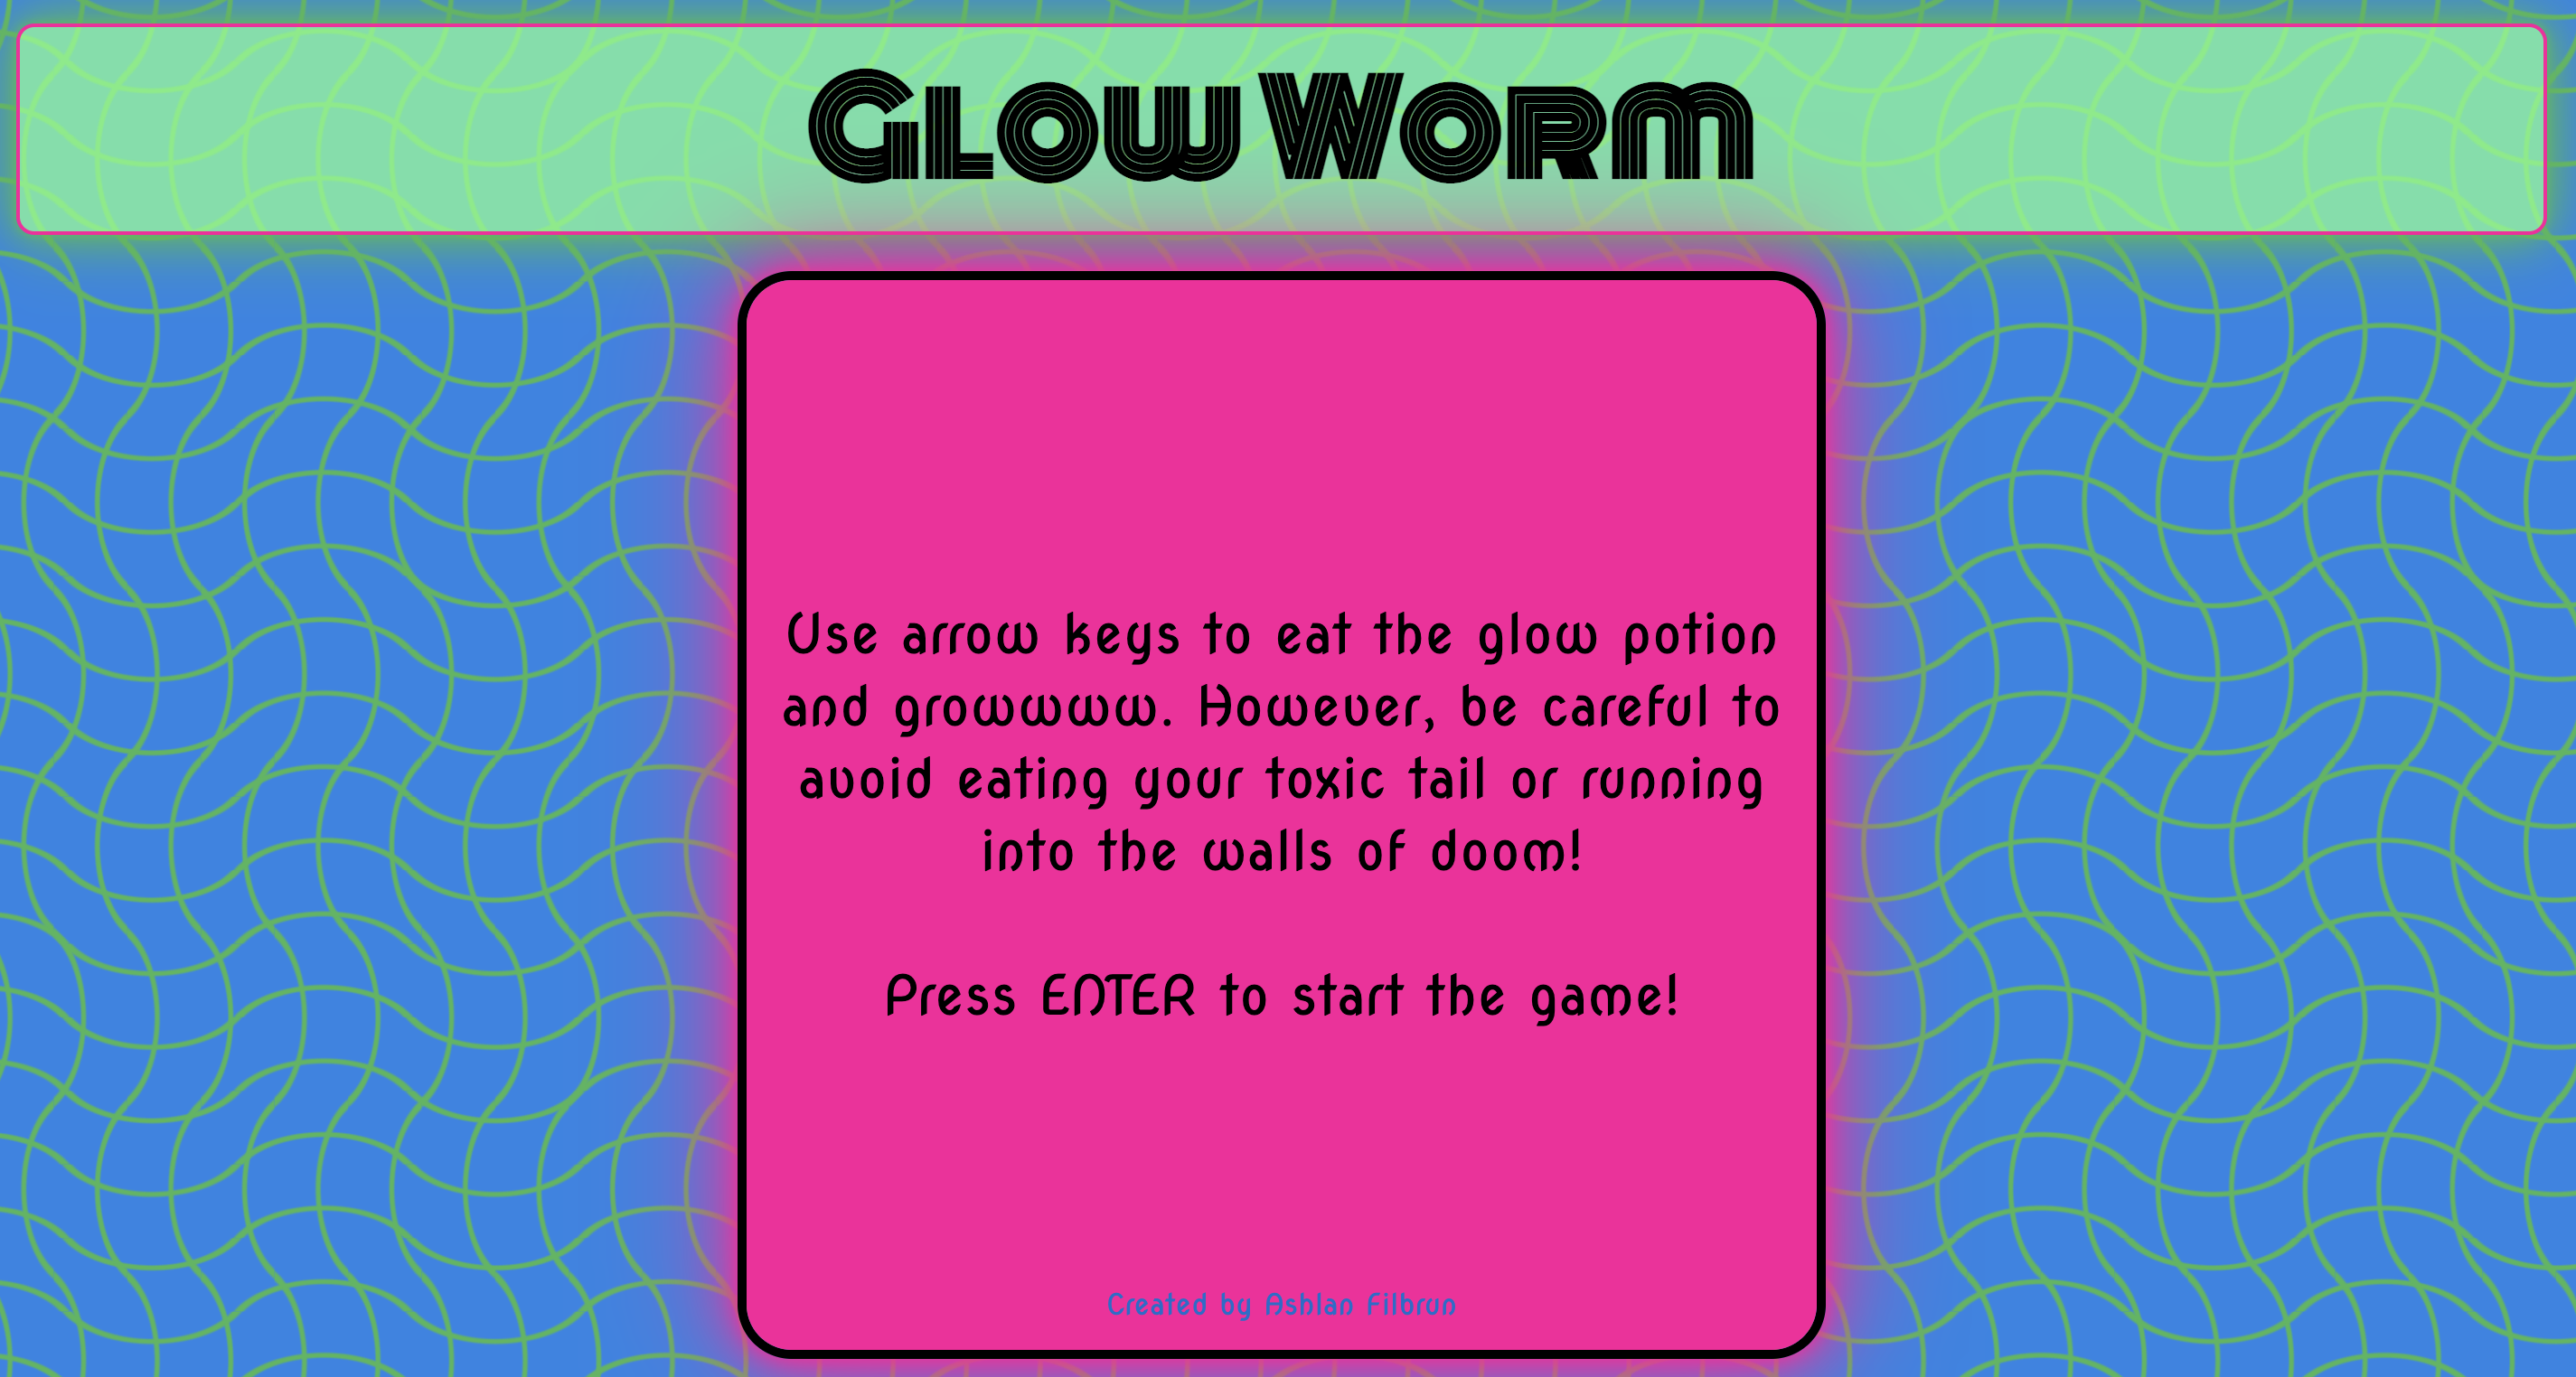 Glow Worm
Use arrow keys to eat the glow potion
and growwww. However, be careful to
avoid eating your toxic tail or running
into the walls of doom!
Press ENTER to start the game!
Created by Ashlan Filbrun